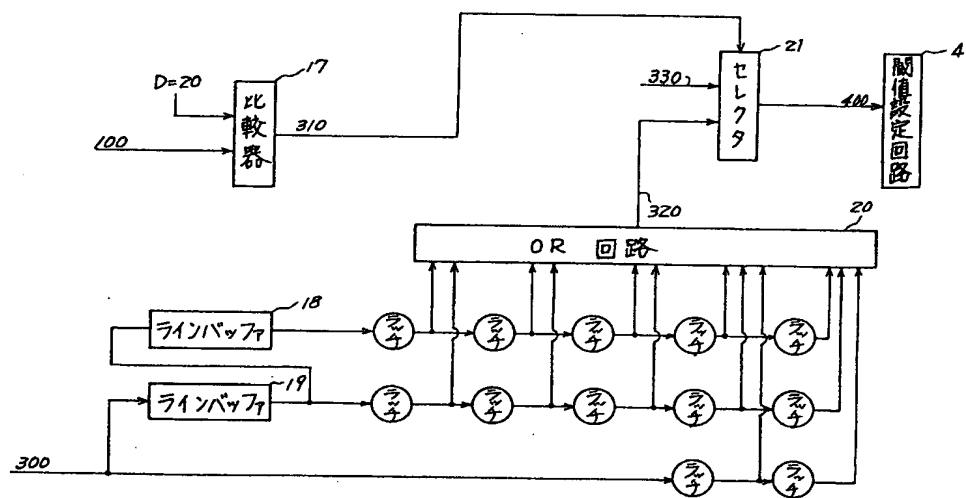 17
21
4
D=20
比較器
310
100
330
セレクタ
400
閾値設定回路
320
20
OR 回路
18
ラインバッファ
ラッチ
ラッチ
ラッチ
ラッチ
ラッチ
19
ラインバッファ
ラッチ
ラッチ
ラッチ
ラッチ
ラッチ
300
ラッチ
ラッチ